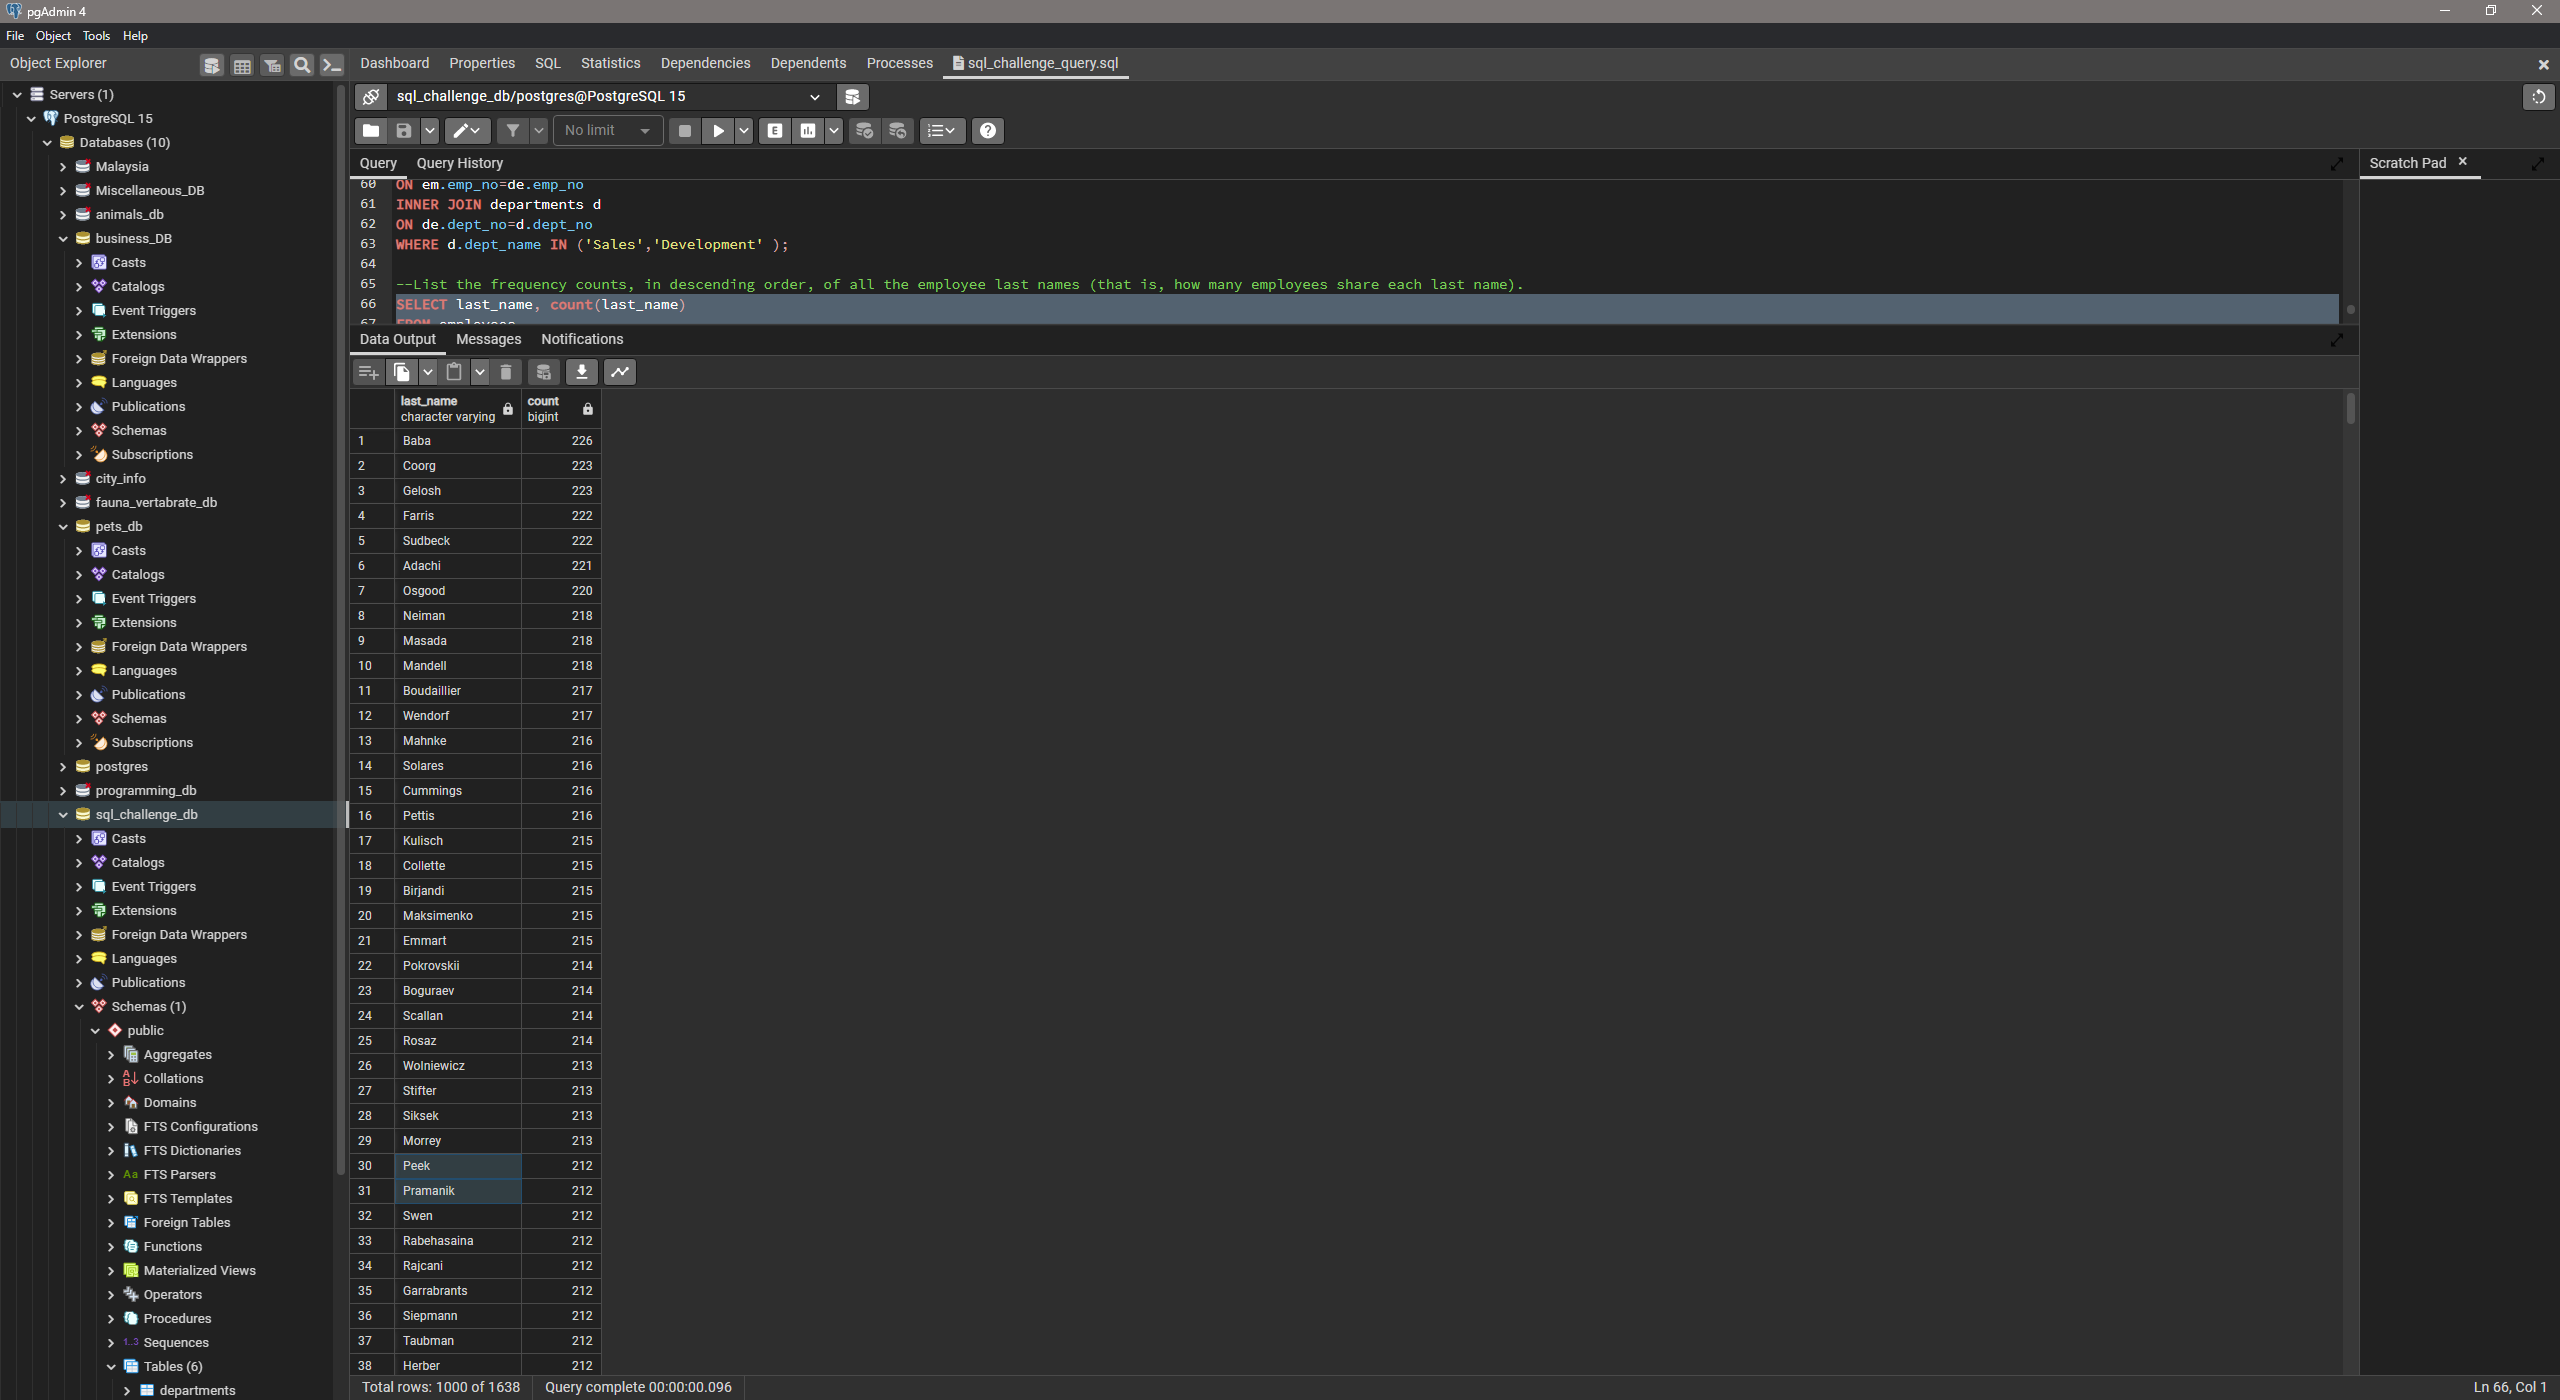 pgAdmin 4
File Object Tools Help
Object Explorer
Dashboard Properties SQL Statistics Dependencies Dependents Processes sql_challenge_query.sql
Servers (1)
PostgreSQL 15
Databases (10)
Malaysia
Miscellaneous_DB
animals_db
business_DB
Casts
Catalogs
Event Triggers
Extensions
Foreign Data Wrappers
Languages
Publications
Schemas
Subscriptions
city_info
fauna_vertabrate_db
pets_db
Casts
Catalogs
Event Triggers
Extensions
Foreign Data Wrappers
Languages
Publications
Schemas
Subscriptions
postgres
programming_db
sql_challenge_db
Casts
Catalogs
Event Triggers
Extensions
Foreign Data Wrappers
Languages
Publications
Schemas (1)
public
Aggregates
Collations
Domains
FTS Configurations
FTS Dictionaries
Aa FTS Parsers
FTS Templates
Foreign Tables
Functions
Materialized Views
Operators
Procedures
1..3 Sequences
Tables (6)
departments
sql_challenge_db/postgres@PostgreSQL 15
No limit
E
Query Query History
Scratch Pad
60 ON em.emp_no=de.emp_no
61 INNER JOIN departments d
62 ON de.dept_no=d.dept_no
63 WHERE d.dept_name IN ('Sales','Development' );
64
65 --List the frequency counts, in descending order, of all the employee last names (that is, how many employees share each last name).
66 SELECT last_name, count(last_name)
67 FROM employees
Data Output Messages Notifications
last_name count
character varying bigint
1 Baba 226
2 Coorg 223
3 Gelosh 223
4 Farris 222
5 Sudbeck 222
6 Adachi 221
7 Osgood 220
8 Neiman 218
9 Masada 218
10 Mandell 218
11 Boudaillier 217
12 Wendorf 217
13 Mahnke 216
14 Solares 216
15 Cummings 216
16 Pettis 216
17 Kulisch 215
18 Collette 215
19 Birjandi 215
20 Maksimenko 215
21 Emmart 215
22 Pokrovskii 214
23 Boguraev 214
24 Scallan 214
25 Rosaz 214
26 Wolniewicz 213
27 Stifter 213
28 Siksek 213
29 Morrey 213
30 Peek 212
31 Pramanik 212
32 Swen 212
33 Rabehasaina 212
34 Rajcani 212
35 Garrabrants 212
36 Siepmann 212
37 Taubman 212
38 Herber 212
Total rows: 1000 of 1638 Query complete 00:00:00.096
Ln 66, Col 1